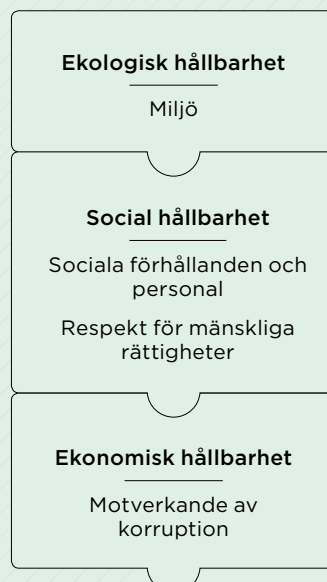 Ekologisk hållbarhet
Miljö
Social hållbarhet
Sociala förhållanden och
personal
Respekt för mänskliga
rättigheter
Ekonomisk hållbarhet
Motverkande av
korruption